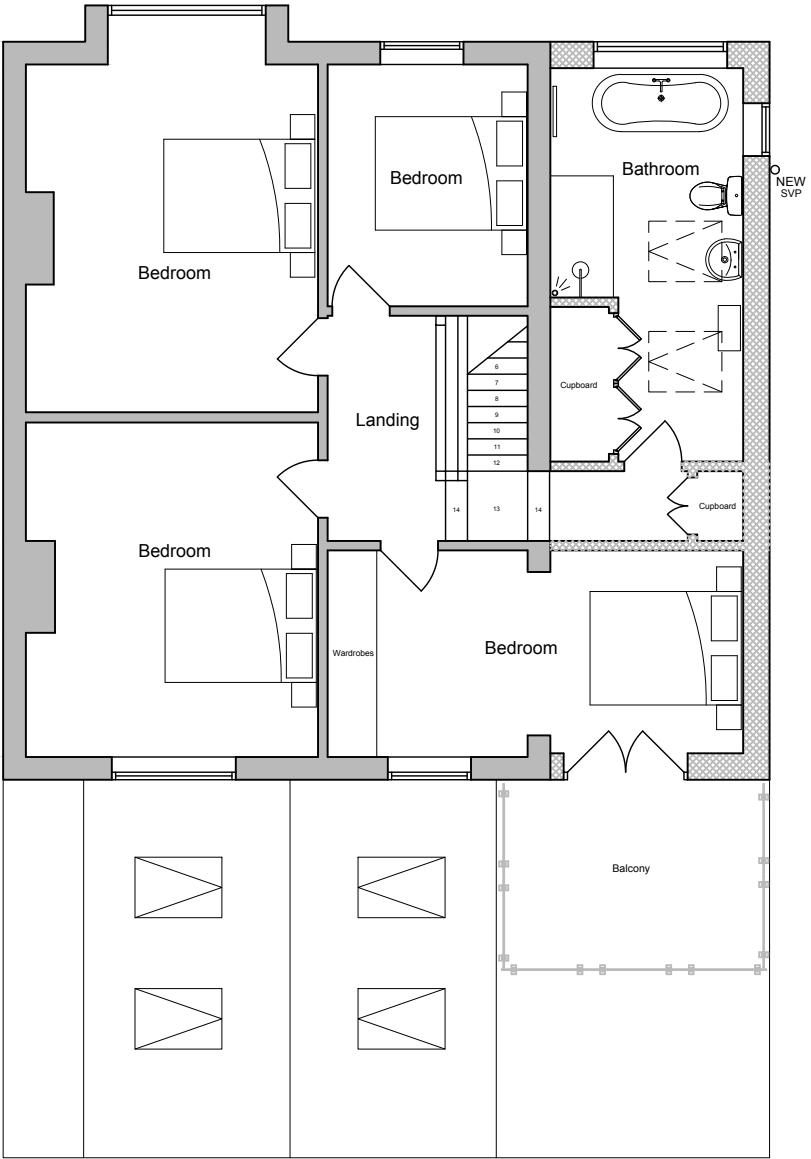 Bathroom
Bedroom
NEW
SVP
Bedroom
6
7
8
9
10
11
12
Cupboard
Landing
14
13
14
Cupboard
Bedroom
Bedroom
Wardrobes
Balcony